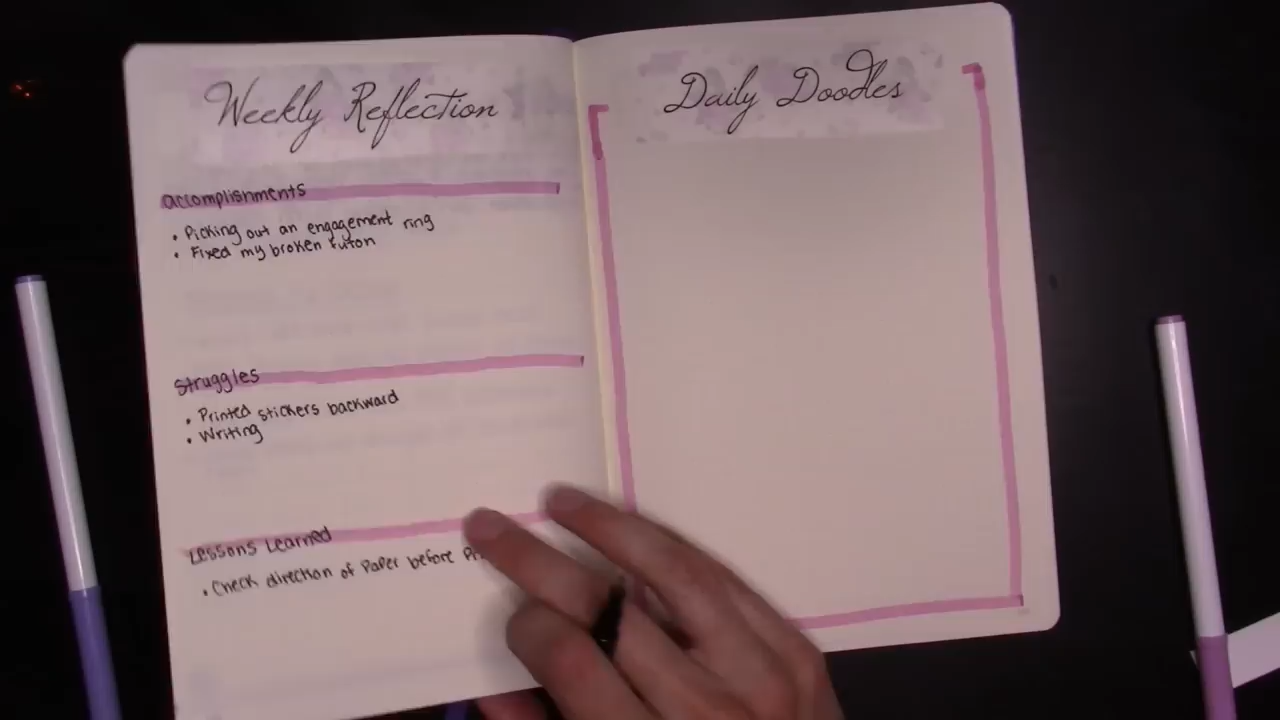 Weekly Reflection
accomplishments
• Picking out an engagement ring
• Fixed my broken futon
Struggles
• Printed stickers backward
• Writing
Lessons Learned
• Check direction of Paper before
Daily Doodles